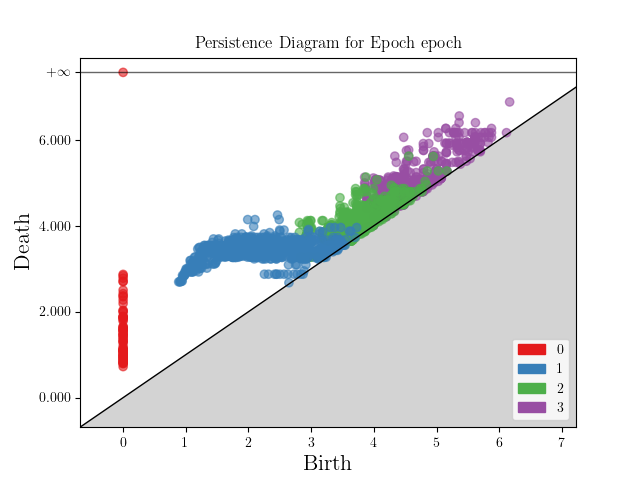 Persistence Diagram for Epoch epoch
+∞
6.000
4.000
2.000
0.000
Death
0 1 2 3 4 5 6 7
Birth
0
1
2
3